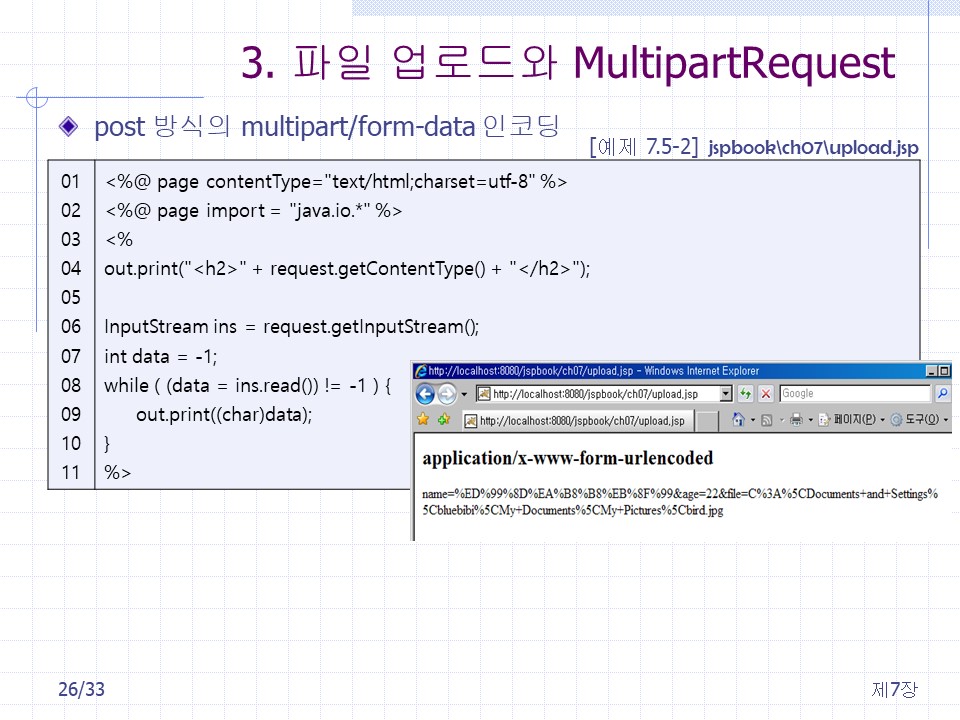 3. 파일 업로드와 MultipartRequest
post 방식의 multipart/form-data 인코딩
[예제 7.5-2] jspbook\ch07\upload.jsp
01 <%@ page contentType="text/html;charset=utf-8" %>
02 <%@ page import = "java.io.*" %>
03 <%
04 out.print("<h2>" + request.getContentType() + "</h2>");
05
06 InputStream ins = request.getInputStream();
07 int data = -1;
08 while ( (data = ins.read()) != -1 ) {
09 out.print((char)data);
10 }
11 %>
http://localhost:8080/jspbook/ch07/upload.jsp - Windows Internet Explorer
http://localhost:8080/jspbook/ch07/upload.jsp
Google
http://localhost:8080/jspbook/ch07/upload.jsp
페이지(P)
도구(O)
application/x-www-form-urlencoded
name=%ED%99%8D%EA%B8%B8%EB%8F%99&age=22&file=C%3A%5CDocuments+and+Settings%
5Cbluebibi%5CMy+Documents%5CMy+Pictures%5Cbird.jpg
26/33
제7장